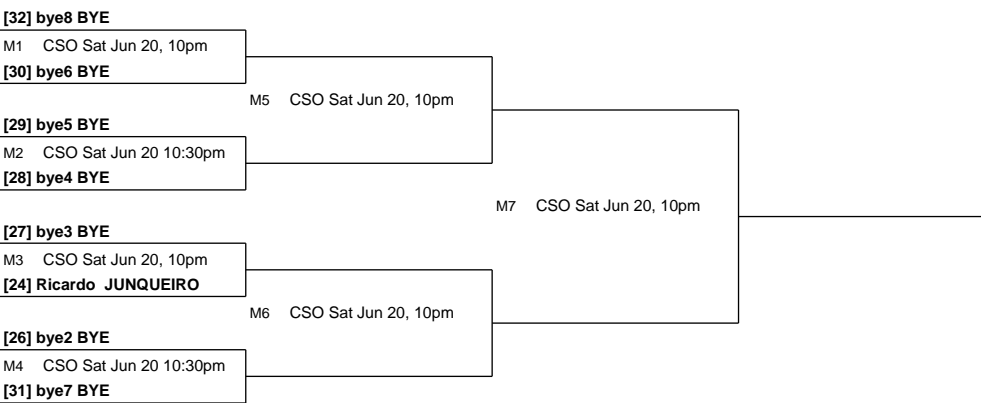 [32] bye8 BYE
M1 CSO Sat Jun 20, 10pm
[30] bye6 BYE
M5 CSO Sat Jun 20, 10pm
[29] bye5 BYE
M2 CSO Sat Jun 20 10:30pm
[28] bye4 BYE
M7 CSO Sat Jun 20, 10pm
[27] bye3 BYE
M3 CSO Sat Jun 20, 10pm
[24] Ricardo JUNQUEIRO
M6 CSO Sat Jun 20, 10pm
[26] bye2 BYE
M4 CSO Sat Jun 20 10:30pm
[31] bye7 BYE